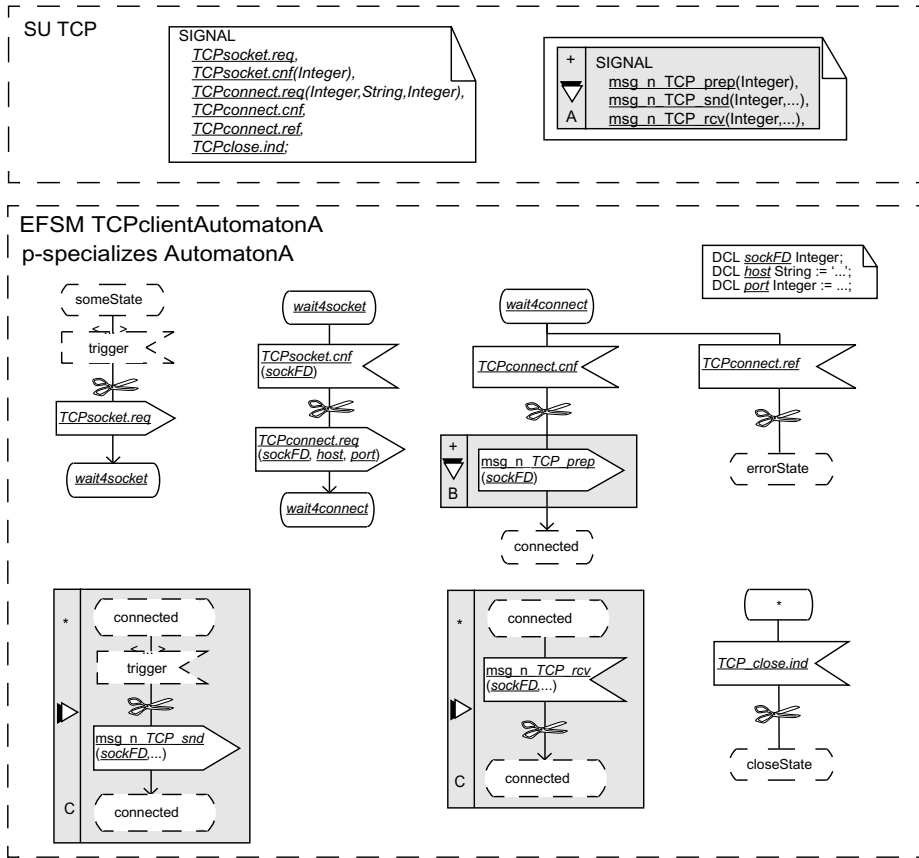 SU TCP
SIGNAL
TCPsocket.req,
TCPsocket.cnf(Integer),
TCPconnect.req(Integer,String,Integer),
TCPconnect.cnf,
TCPconnect.ref,
TCPclose.ind;
+
A
SIGNAL
msg_n_TCP_prep(Integer),
msg_n_TCP_snd(Integer,...),
msg_n_TCP_rcv(Integer,...),
EFSM TCPclientAutomatonA
p-specializes AutomatonA
DCL sockFD Integer;
DCL host String := '...';
DCL port Integer := ...;
someState
<...>
trigger
TCPsocket.req
wait4socket
wait4socket
TCPsocket.cnf
(sockFD)
TCPconnect.req
(sockFD, host, port)
wait4connect
wait4connect
TCPconnect.cnf
+
B
msg_n_TCP_prep
(sockFD)
connected
TCPconnect.ref
errorState
*
C
connected
<...>
trigger
msg_n_TCP_snd
(sockFD,...)
connected
*
C
connected
msg_n_TCP_rcv
(sockFD,...)
connected
*
TCP_close.ind
closeState